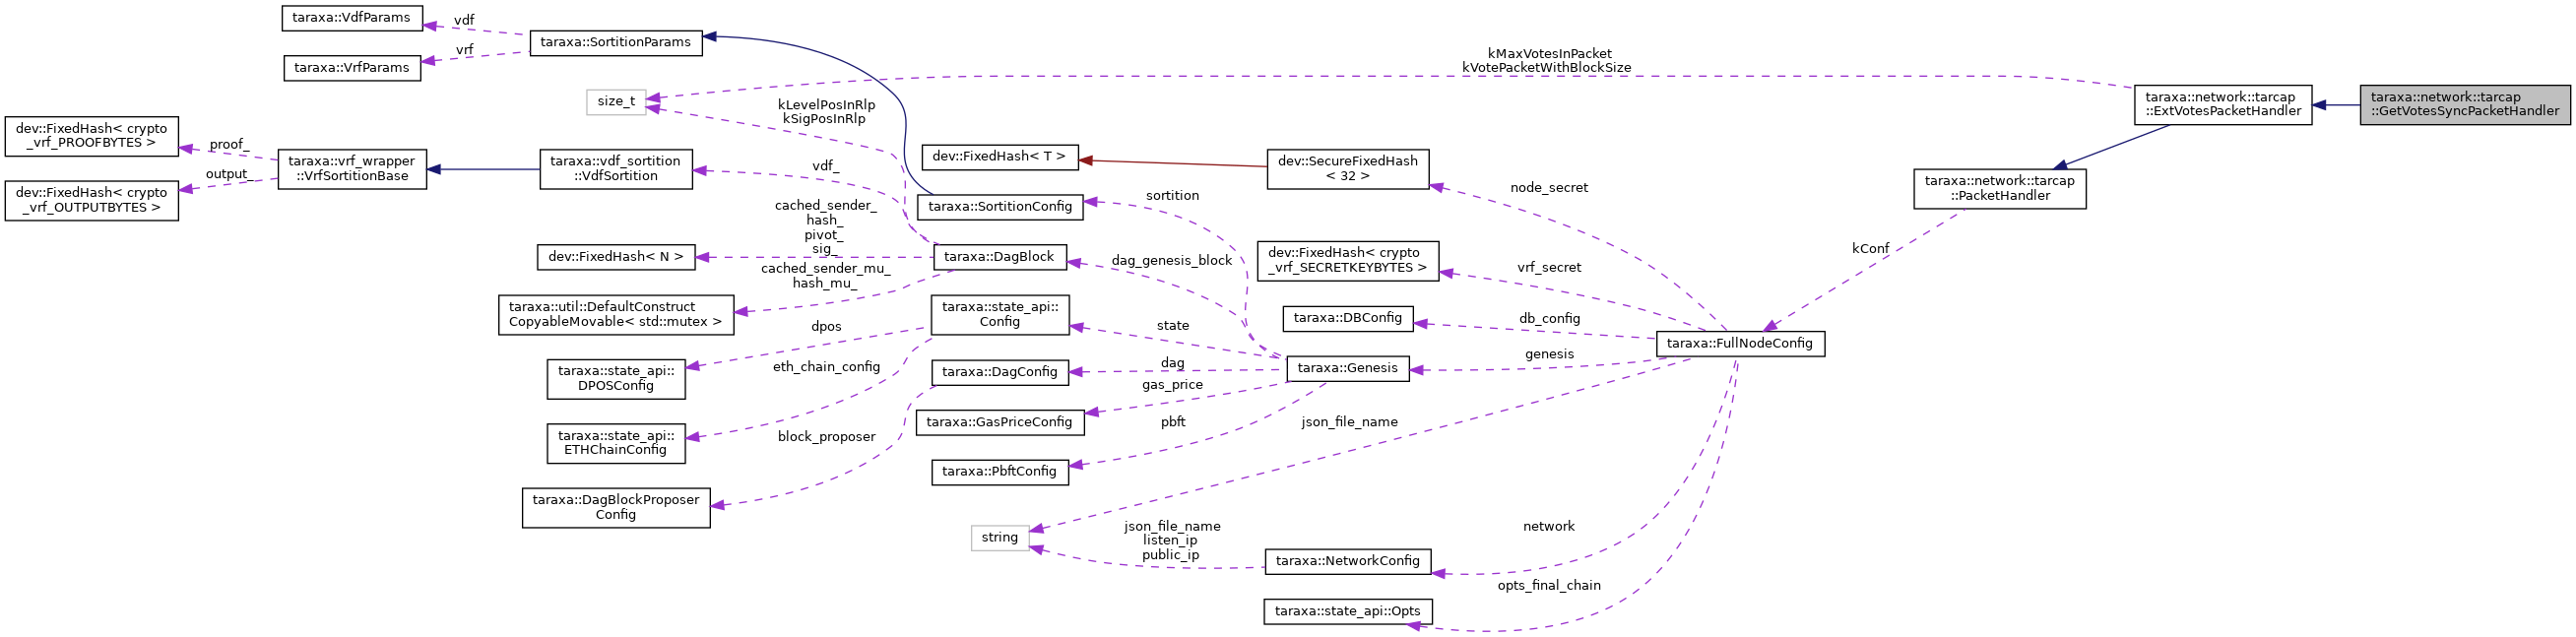 taraxa::VdfParams
vdf
taraxa::SortitionParams
vrf
taraxa::VrfParams
kMaxVotesInPacket
kVotePacketWithBlockSize
size_t
kLevelPosInRlp
kSigPosInRlp
taraxa::network::tarcap
::ExtVotesPacketHandler
taraxa::network::tarcap
::GetVotesSyncPacketHandler
dev::FixedHash< crypto
_vrf_PROOFBYTES >
proof_
output_
dev::FixedHash< crypto
_vrf_OUTPUTBYTES >
taraxa::vrf_wrapper
::VrfSortitionBase
taraxa::vdf_sortition
::VdfSortition
vdf_
dev::FixedHash< T >
dev::SecureFixedHash
< 32 >
node_secret
taraxa::network::tarcap
::PacketHandler
taraxa::SortitionConfig
sortition
cached_sender_
hash_
pivot_
sig_
dev::FixedHash< N >
taraxa::DagBlock
dag_genesis_block
dev::FixedHash< crypto
_vrf_SECRETKEYBYTES >
vrf_secret
kConf
cached_sender_mu_
hash_mu_
taraxa::util::DefaultConstruct
CopyableMovable< std::mutex >
taraxa::state_api::
Config
state
taraxa::DBConfig
db_config
dpos
taraxa::FullNodeConfig
genesis
taraxa::state_api::
DPOSConfig
eth_chain_config
taraxa::DagConfig
dag
taraxa::Genesis
gas_price
taraxa::GasPriceConfig
pbft
json_file_name
taraxa::state_api::
ETHChainConfig
block_proposer
taraxa::PbftConfig
taraxa::DagBlockProposer
Config
string
json_file_name
listen_ip
public_ip
network
taraxa::NetworkConfig
opts_final_chain
taraxa::state_api::Opts